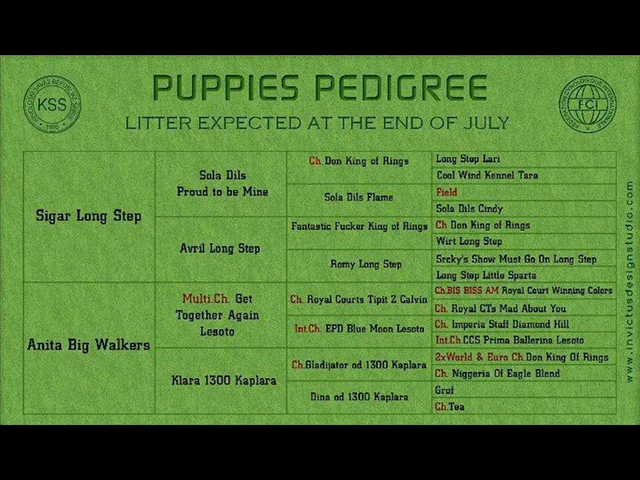 PUPPIES PEDIGREE
LITTER EXPECTED AT THE END OF JULY
KSS
FCI
Sigar Long Step
Anita Big Walkers
Sola Dils
Proud to be Mine
Avril Long Step
Multi.Ch. Get
Together Again
Lesoto
Klara 1300 Kaplara
Ch. Don King of Rings
Sola Dils Flame
Fantastic Fucker King of Rings
Romy Long Step
Ch. Royal Courts Tipit Z Calvin
Int.Ch. EPD Blue Moon Lesoto
Ch.Gladijator od 1300 Kaplara
Dina od 1300 Kaplara
Long Step Lari
Cool Wind Kennel Tara
Field
Sola Dils Cindy
Ch Don King of Rings
Wirt Long Step
Srcky's Show Must Go On Long Step
Long Step Little Sparta
Ch.BIS BISS AM Royal Court Winning Colors
Ch. Royal CTs Mad About You
Ch. Imperia Staff Diamond Hill
Int.Ch.CCS Prima Ballerina Lesoto
2xWorld & Euro Ch.Don King Of Rings
Ch. Niggeria Of Eagle Blend
Grof
Ch.Tea
www.invictusdesignstudio.com